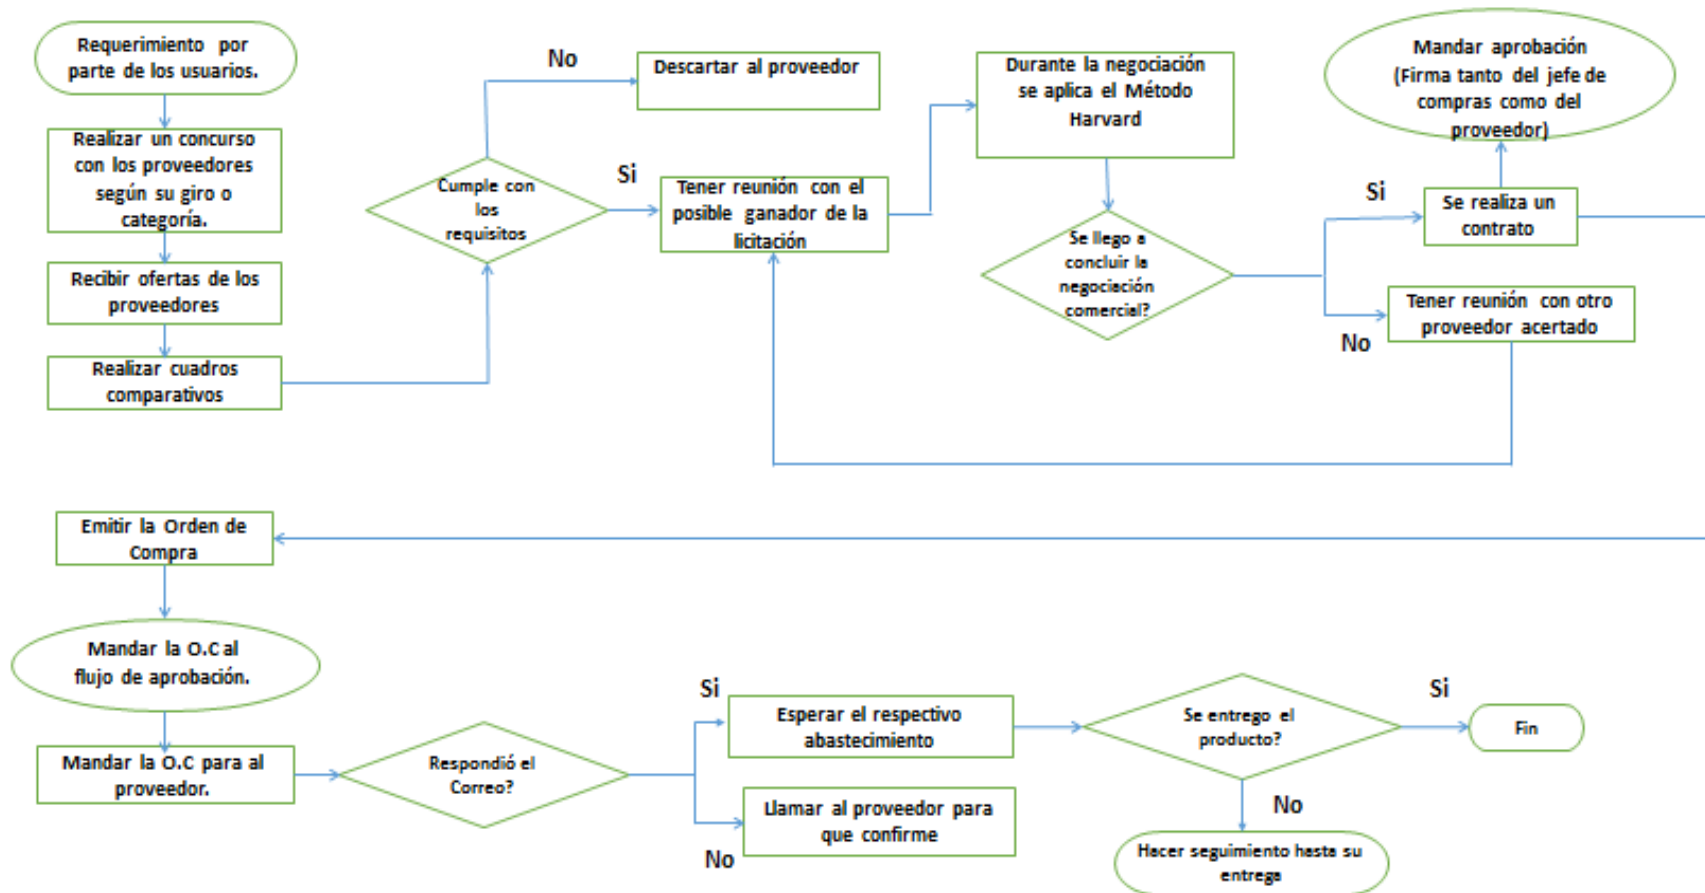 Requerimiento por
parte de los usuarios.
Realizar un concurso
con los proveedores
según su giro o
categoría.
Recibir ofertas de los
proveedores
Realizar cuadros
comparativos
Cumple con
los
requisitos
No
Descartar al proveedor
Si
Tener reunión con el
posible ganador de la
licitación
Durante la negociación
se aplica el Método
Harvard
Se llego a
concluir la
negociación
comercial?
Si
Se realiza un
contrato
Mandar aprobación
(Firma tanto del jefe de
compras como del
proveedor)
No
Tener reunión con otro
proveedor acertado
Emitir la Orden de
Compra
Mandar la O.C al
flujo de aprobación.
Mandar la O.C para al
proveedor.
Respondió el
Correo?
Si
Esperar el respectivo
abastecimiento
No
Llamar al proveedor para
que confirme
Se entrego el
producto?
Si
Fin
No
Hacer seguimiento hasta su
entrega